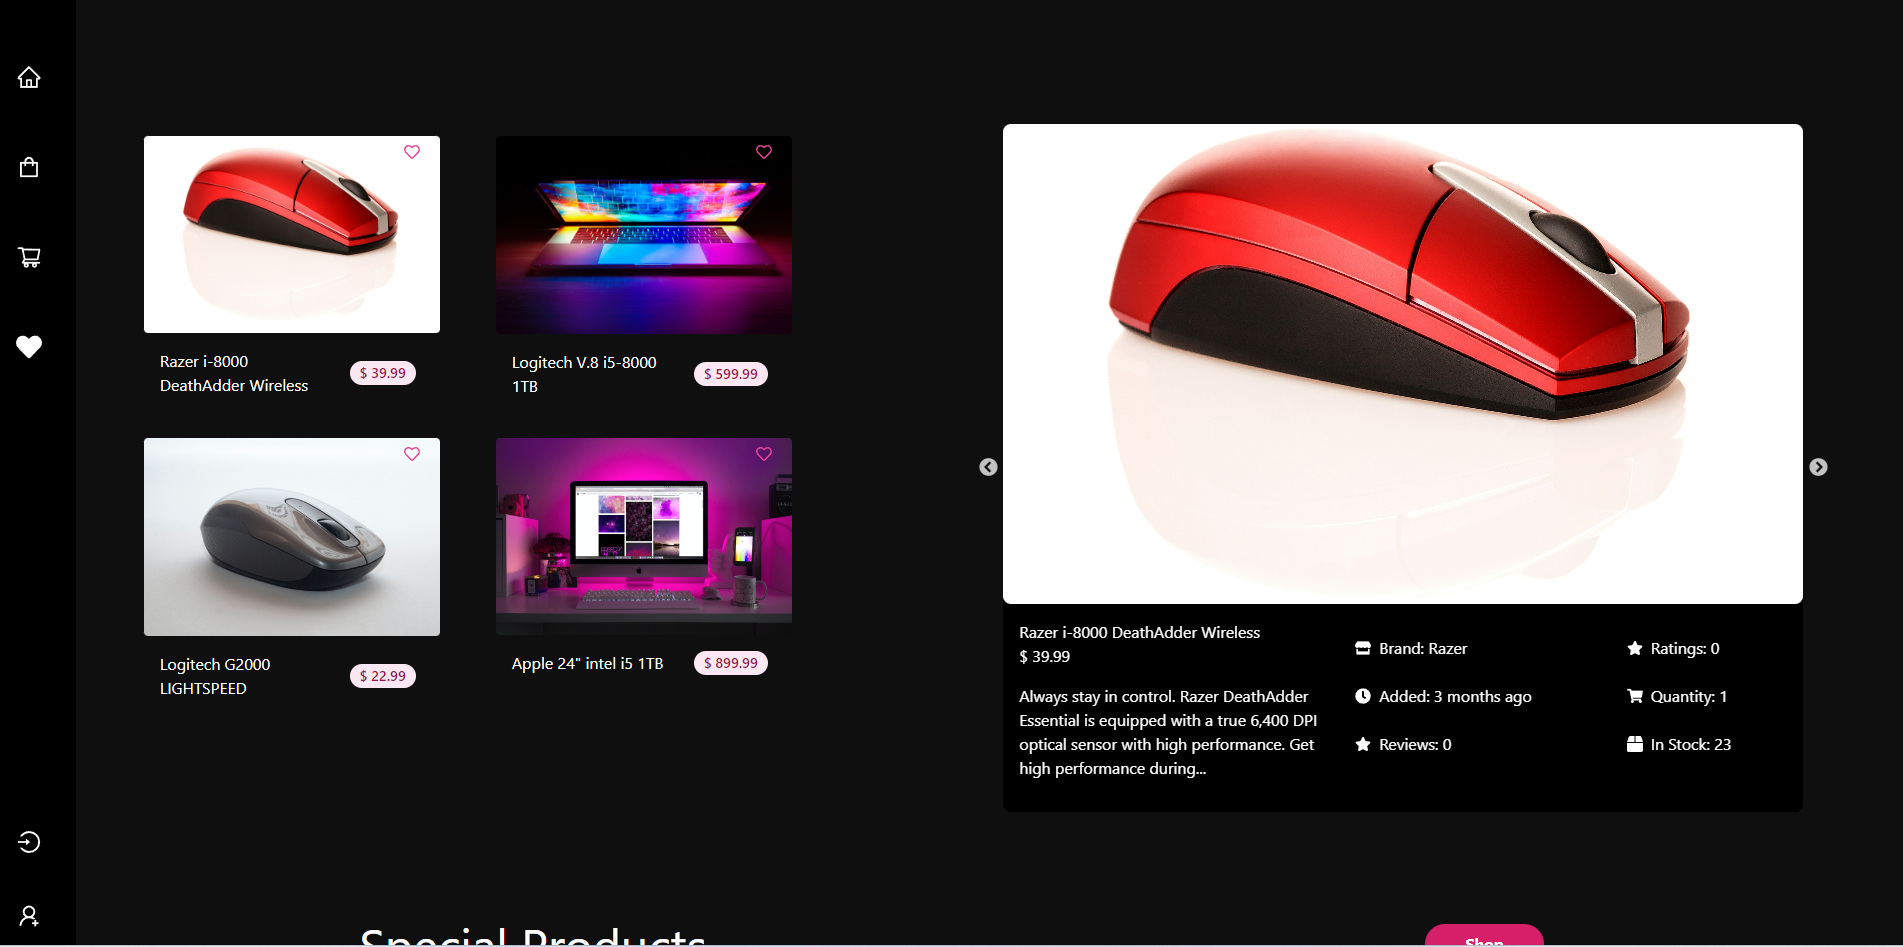 Razer i-8000
DeathAdder Wireless
$ 39.99
Logitech V.8 i5-8000
1TB
$ 599.99
Logitech G2000
LIGHTSPEED
$ 22.99
Apple 24" intel i5 1TB
$ 899.99
Razer i-8000 DeathAdder Wireless
$ 39.99
Always stay in control. Razer DeathAdder
Essential is equipped with a true 6,400 DPI
optical sensor with high performance. Get
high performance during...
Brand: Razer
Added: 3 months ago
Reviews: 0
Ratings: 0
Quantity: 1
In Stock: 23
Special Products
Shop